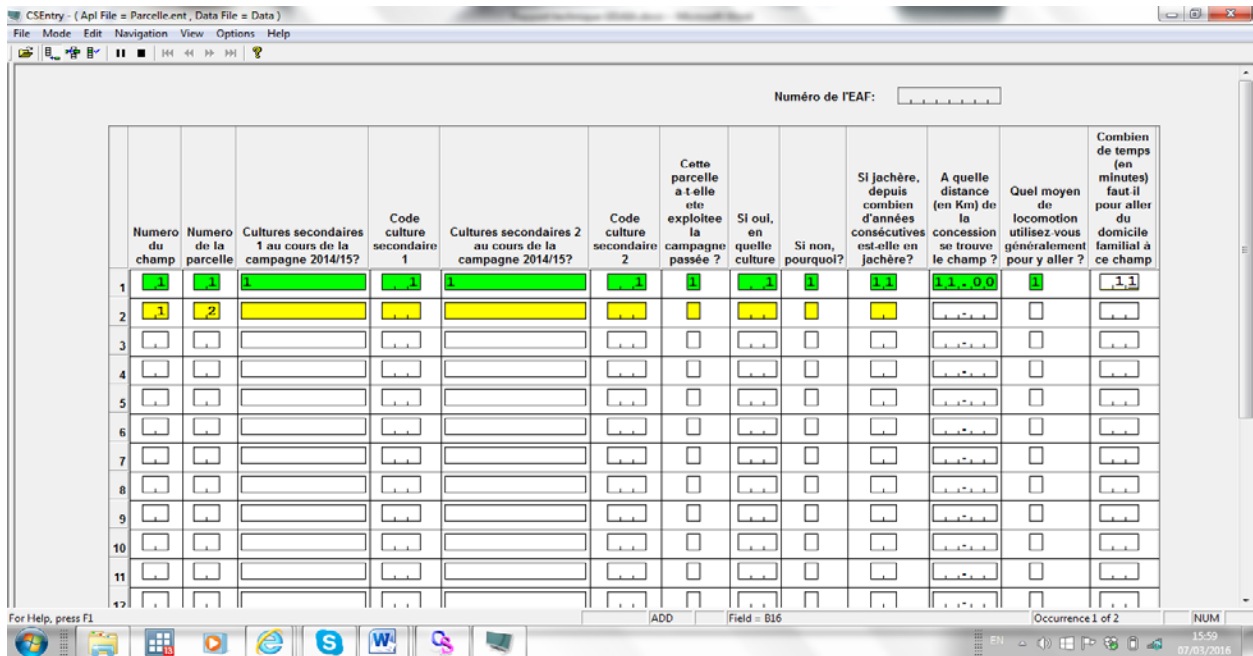 CSEntry - ( Apl File = Parcelle.ent , Data File = Data )
File Mode Edit Navigation View Options Help
Numéro de l'EAF:
Numero du champ
Numero de la parcelle
Cultures secondaires 1 au cours de la campagne 2014/15?
Code culture secondaire 1
Cultures secondaires 2 au cours de la campagne 2014/15?
Code culture secondaire 2
Cette parcelle a-t-elle ete exploitee la campagne passée ?
Si oui, en quelle culture
Si non, pourquoi?
Si jachère, depuis combien d'années consécutives est-elle en jachère?
A quelle distance (en Km) de la concession se trouve le champ ?
Quel moyen de locomotion utilisez-vous généralement pour y aller ?
Combien de temps (en minutes) faut-il pour aller du domicile familial à ce champ
1 1 1 1 1 1 1 1 1 1 11 11.00 1 11
2 1 2
3
4
5
6
7
8
9
10
11
12
For Help, press F1 ADD Field = B16 Occurrence 1 of 2 NUM
13 EN 15:59
07/03/2016